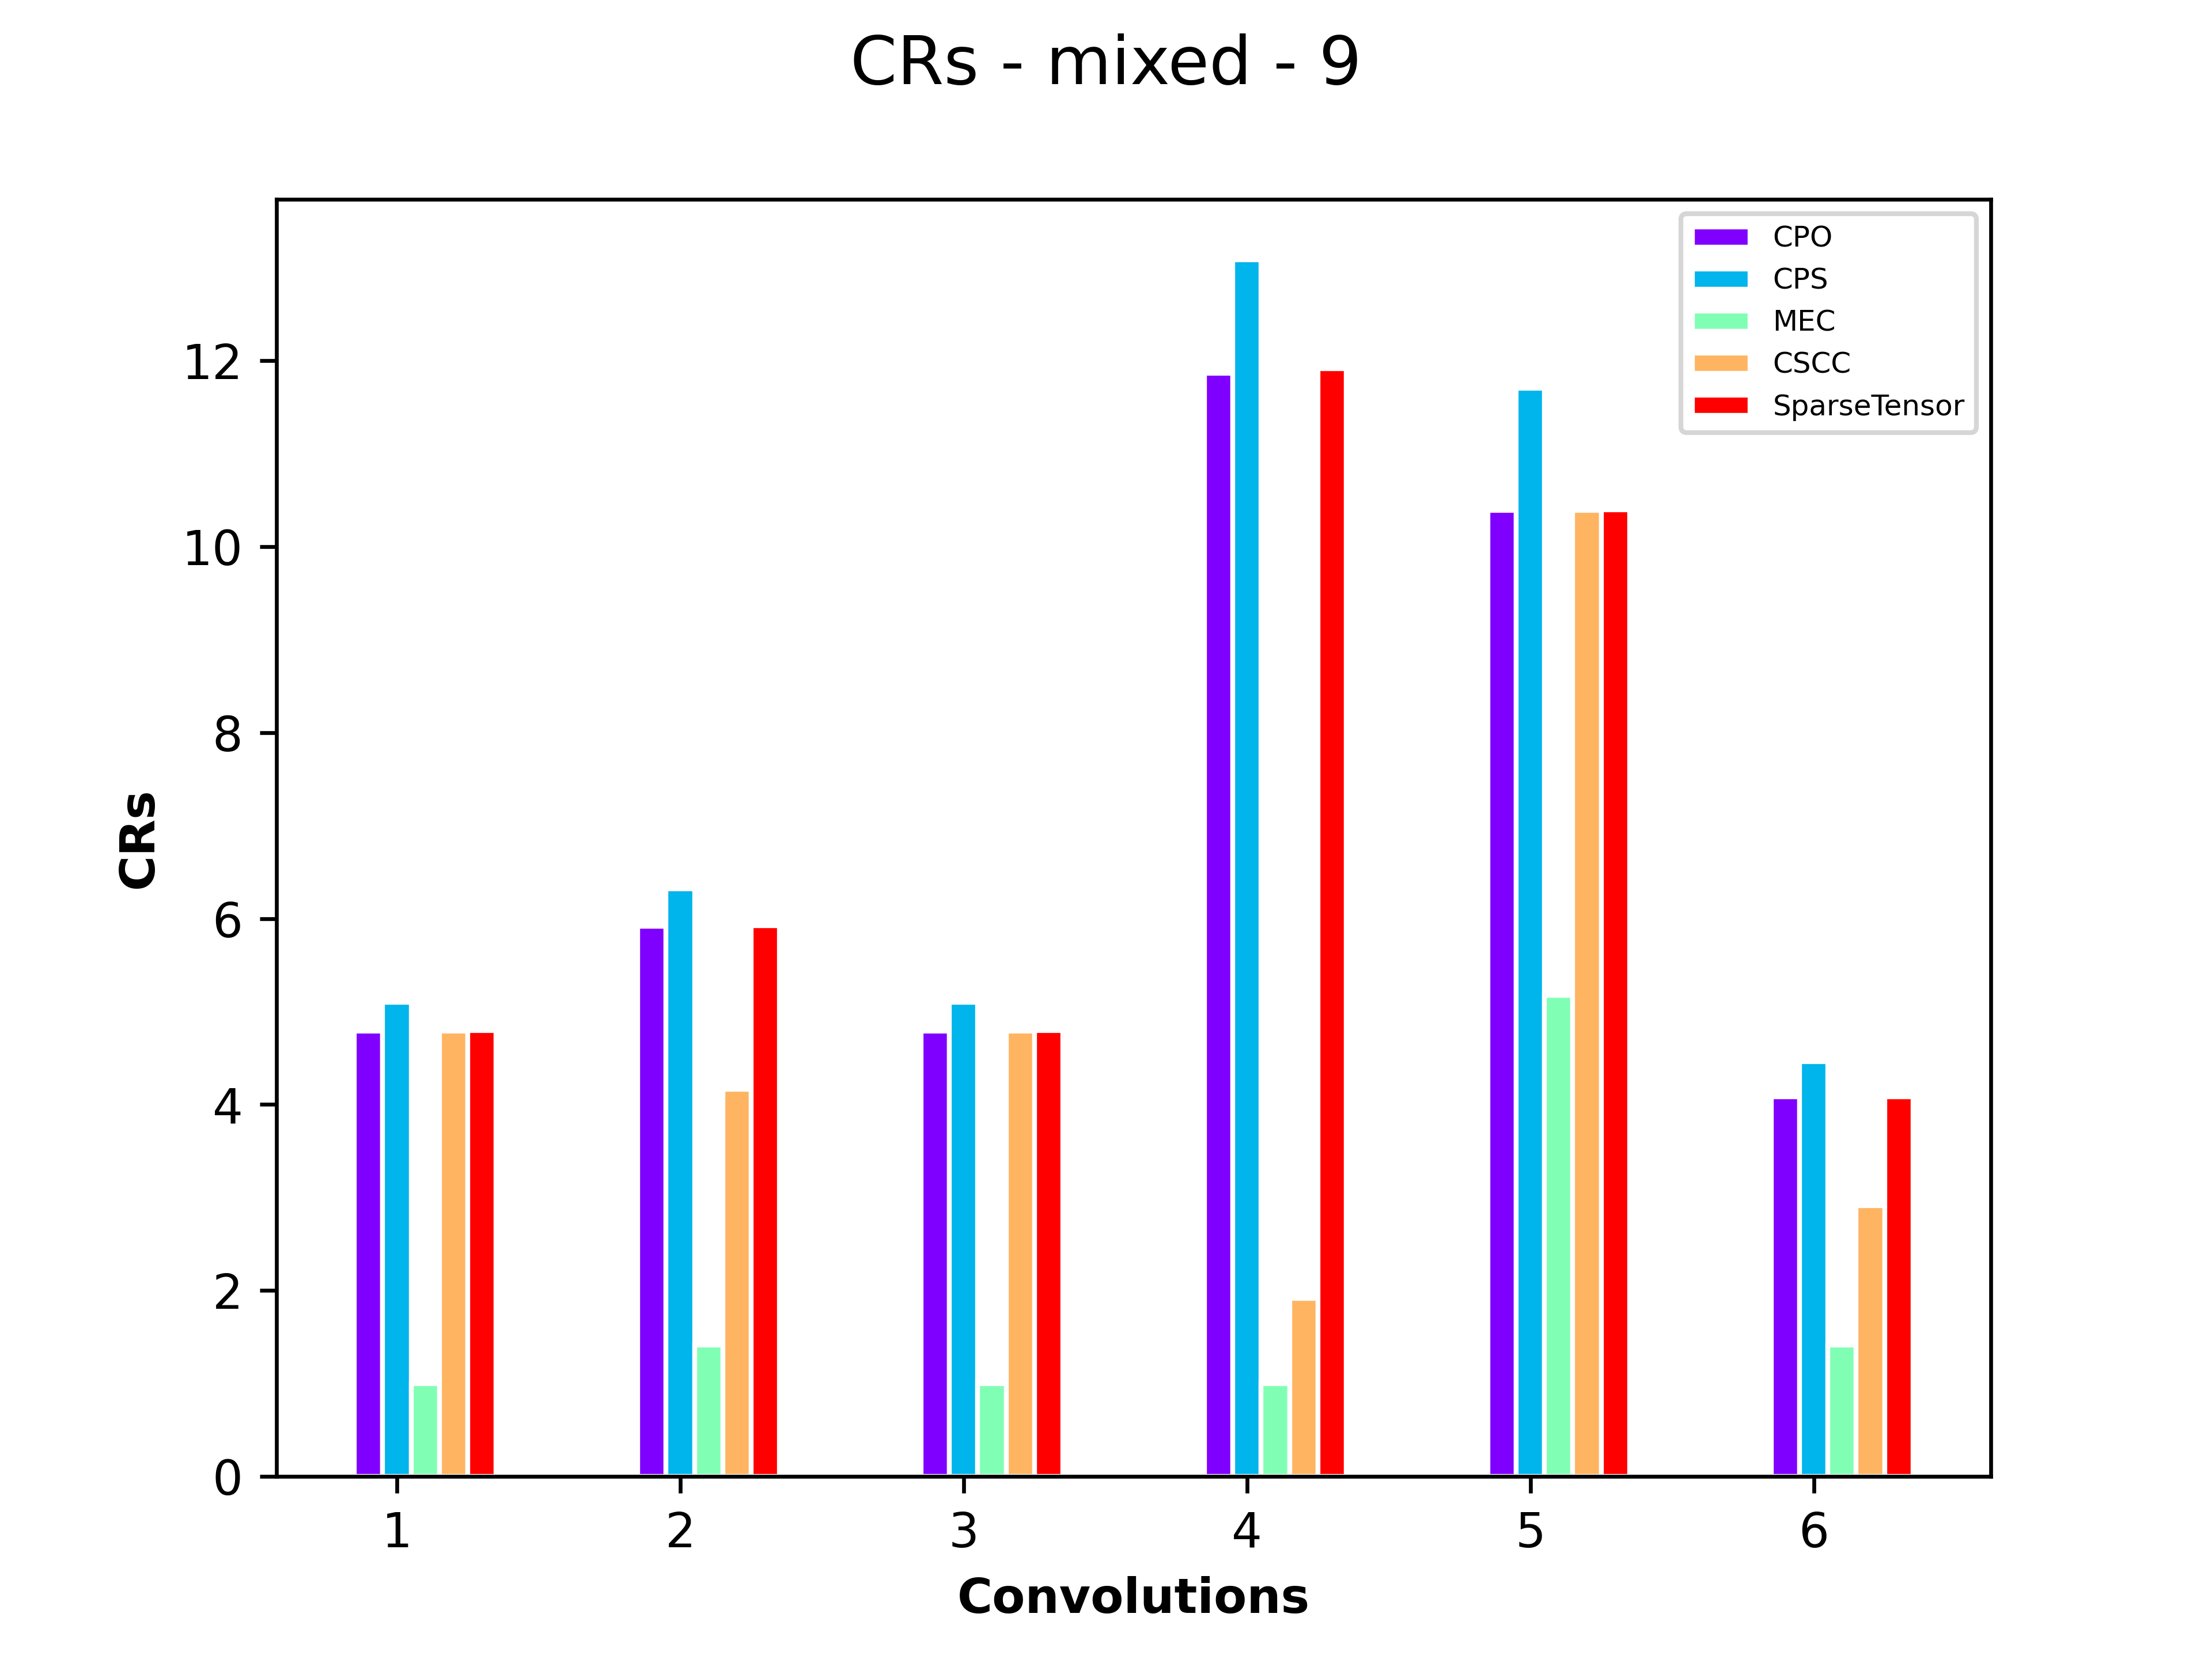 CRs - mixed - 9
CPO
CPS
MEC
CSCC
SparseTensor
12
10
8
6
4
2
0
CRs
1 2 3 4 5 6
Convolutions